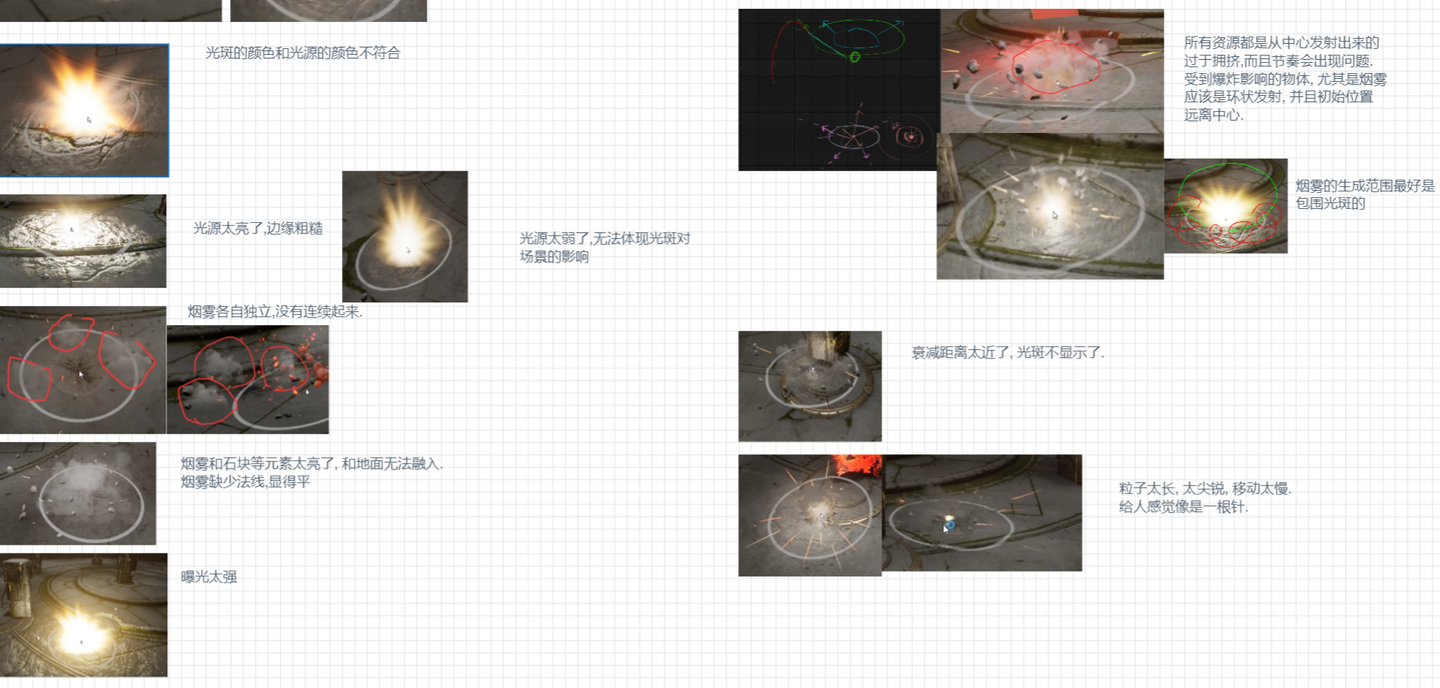 光斑的颜色和光源的颜色不符合
光源太亮了,边缘粗糙
光源太弱了,无法体现光斑对
场景的影响
烟雾各自独立,没有连续起来.
烟雾和石块等元素太亮了, 和地面无法融入.
烟雾缺少法线,显得平
曝光太强
所有资源都是从中心发射出来的
过于拥挤,而且节奏会出现问题.
受到爆炸影响的物体, 尤其是烟雾
应该是环状发射, 并且初始位置
远离中心.
烟雾的生成范围最好是
包围光斑的
衰减距离太近了, 光斑不显示了.
粒子太长, 太尖锐, 移动太慢.
给人感觉像是一根针.